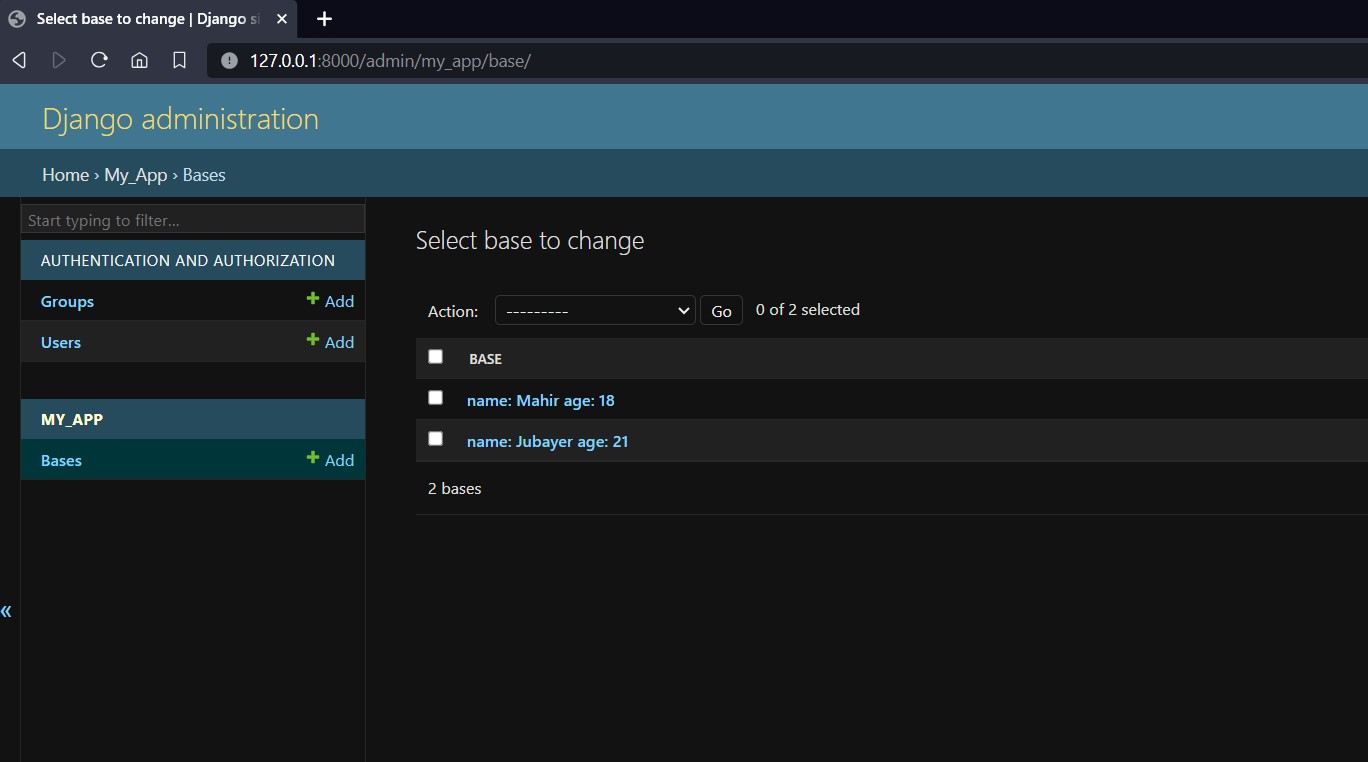 Select base to change | Django si
127.0.0.1:8000/admin/my_app/base/
Django administration
Home › My_App › Bases
Start typing to filter...
AUTHENTICATION AND AUTHORIZATION
Groups + Add
Users + Add
MY_APP
Bases + Add
«
Select base to change
Action: --------- Go 0 of 2 selected
BASE
name: Mahir age: 18
name: Jubayer age: 21
2 bases